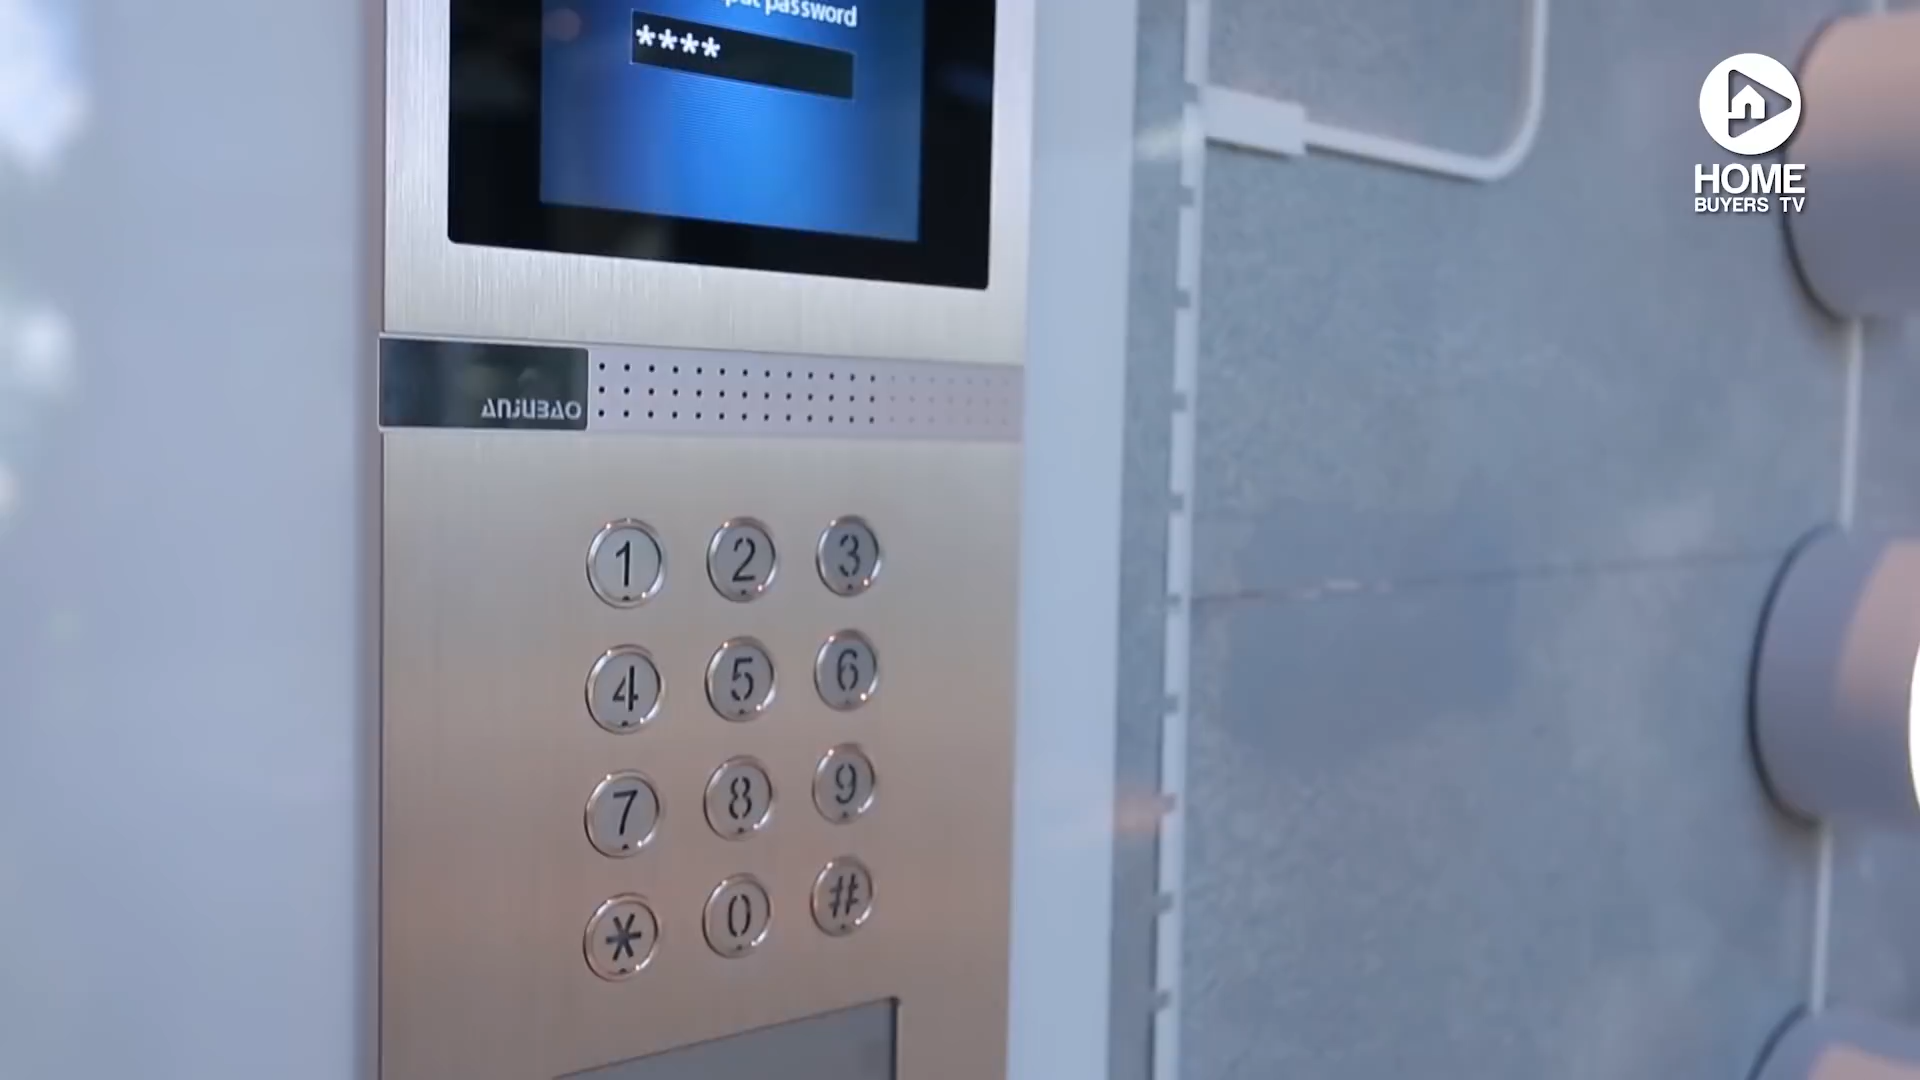 put password
****
HOME
BUYERS TV
ANJUBAO
1 2 3
4 5 6
7 8 9
* 0 #